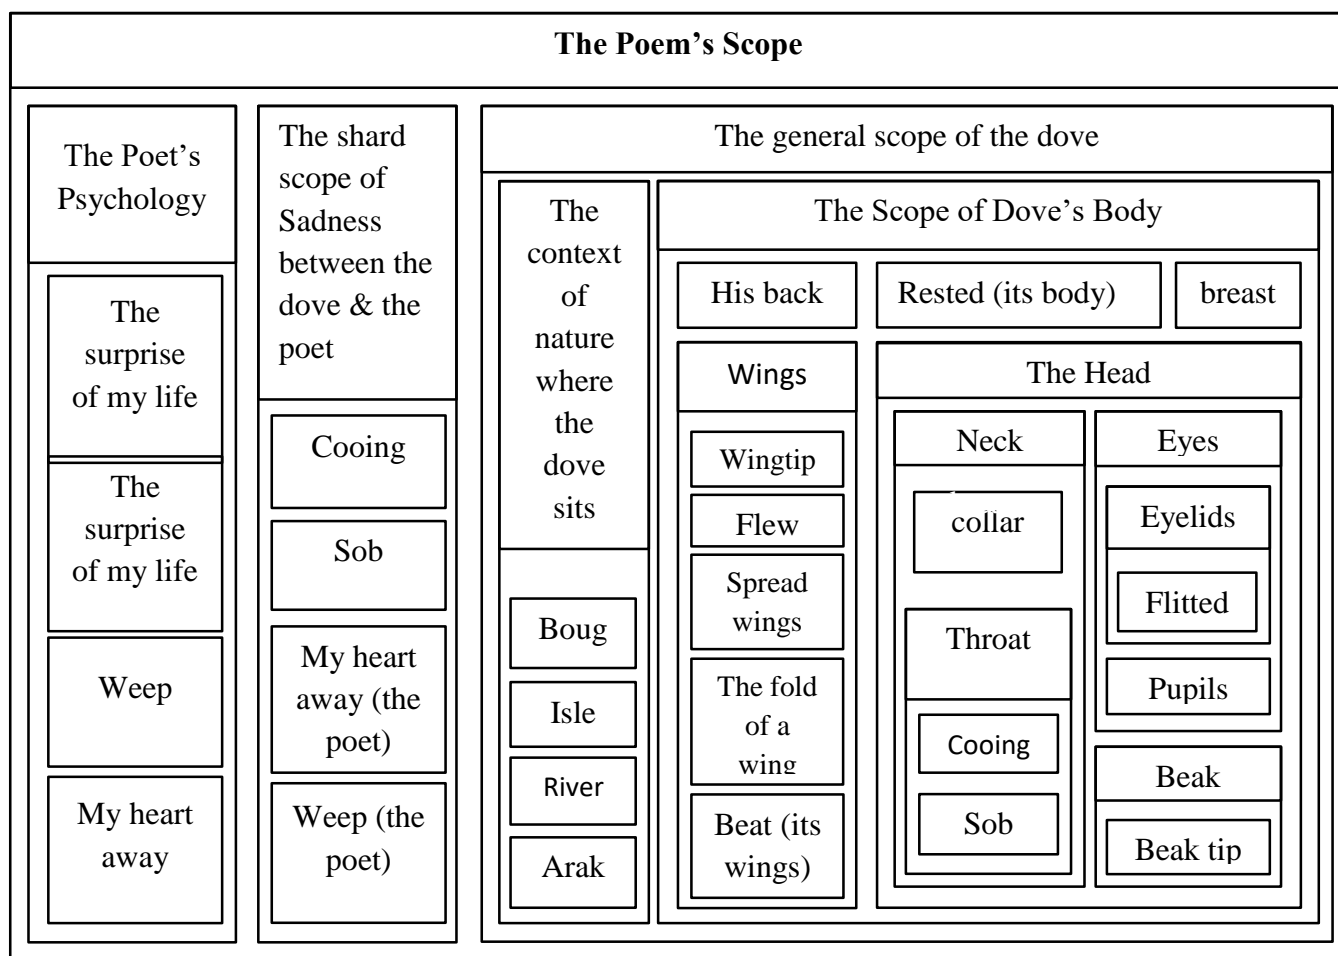 The Poem’s Scope
The Poet’s
Psychology
The
surprise
of my life
The
surprise
of my life
Weep
My heart
away
The shard
scope of
Sadness
between the
dove & the
poet
Cooing
Sob
My heart
away (the
poet)
Weep (the
poet)
The general scope of the dove
The
context
of
nature
where
the
dove
sits
Boug
Isle
River
Arak
The Scope of Dove’s Body
His back
Rested (its body)
breast
Wings
Wingtip
Flew
Spread
wings
The fold
of a
wing
Beat (its
wings)
The Head
Neck
collar
Throat
Cooing
Sob
Eyes
Eyelids
Flitted
Pupils
Beak
Beak tip